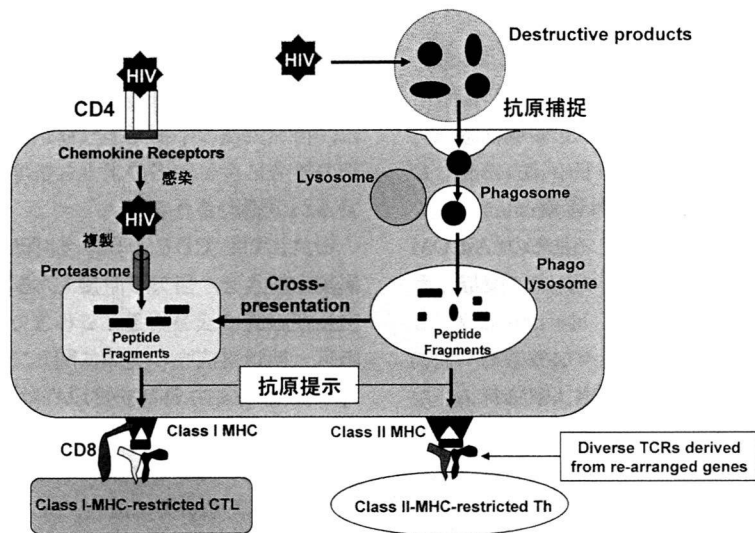 Destructive products
HIV
HIV
CD4
抗原捕捉
Chemokine Receptors
感染
Lysosome
Phagosome
HIV
複製
Proteasome
Cross-
presentation
Phago
lysosome
Peptide
Fragments
Peptide
Fragments
抗原提示
Class I MHC
Class II MHC
CD8
Diverse TCRs derived
from re-arranged genes
Class I-MHC-restricted CTL
Class II-MHC-restricted Th